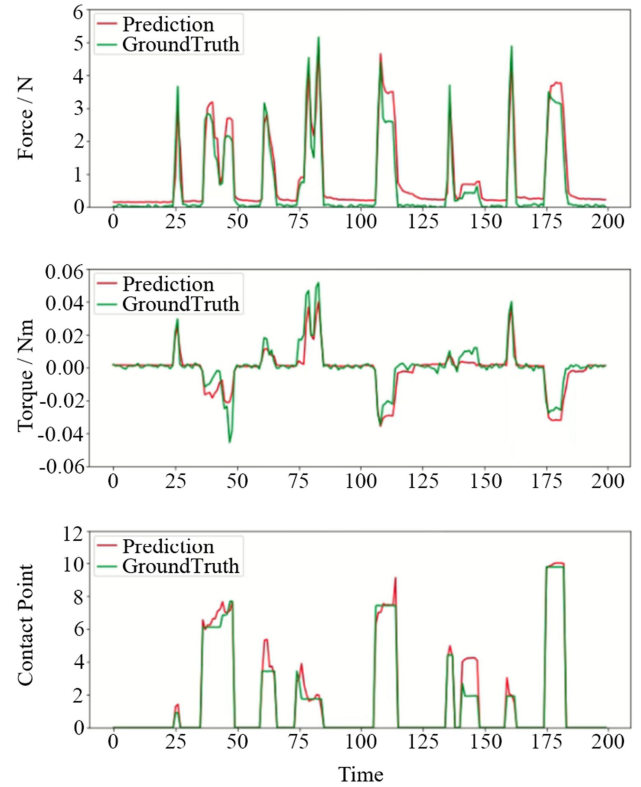 6
5
4
3
2
1
0
Force / N
Prediction
GroundTruth
0 25 50 75 100 125 150 175 200
0.06
0.04
0.02
0.00
-0.02
-0.04
-0.06
Torque / Nm
Prediction
GroundTruth
0 25 50 75 100 125 150 175 200
12
10
8
6
4
2
0
Contact Point
Prediction
GroundTruth
0 25 50 75 100 125 150 175 200
Time